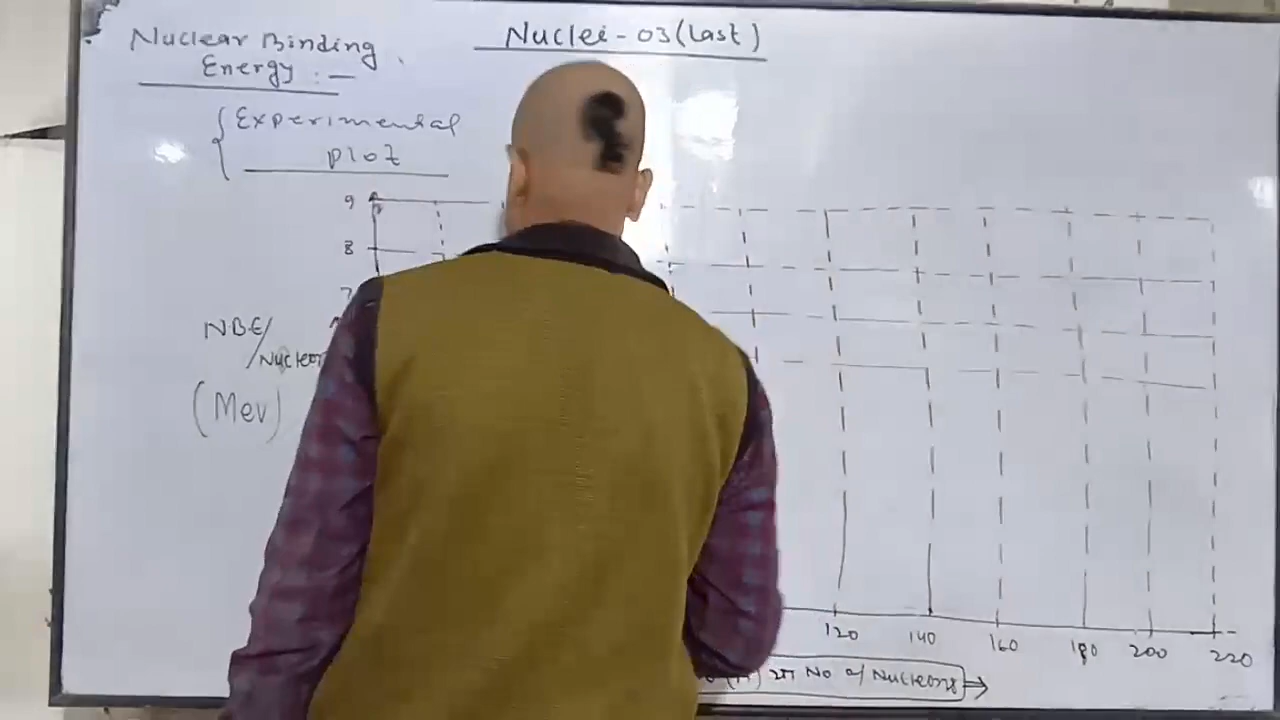 Nuclei - 03 (Last)
Nuclear Binding
Energy : —
Experimental
plot
9
8
7
NBE/
Nucleon
(Mev)
120 140 160 180 200 220
No of Nucleons